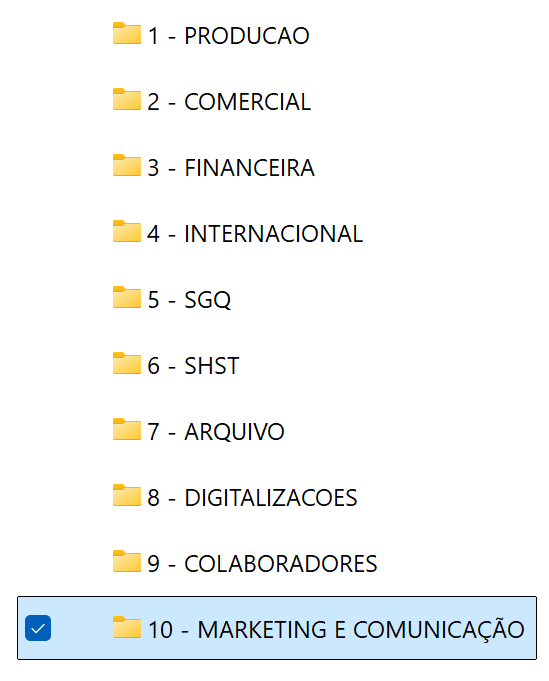 1 - PRODUCAO
2 - COMERCIAL
3 - FINANCEIRA
4 - INTERNACIONAL
5 - SGQ
6 - SHST
7 - ARQUIVO
8 - DIGITALIZACOES
9 - COLABORADORES
10 - MARKETING E COMUNICAÇÃO